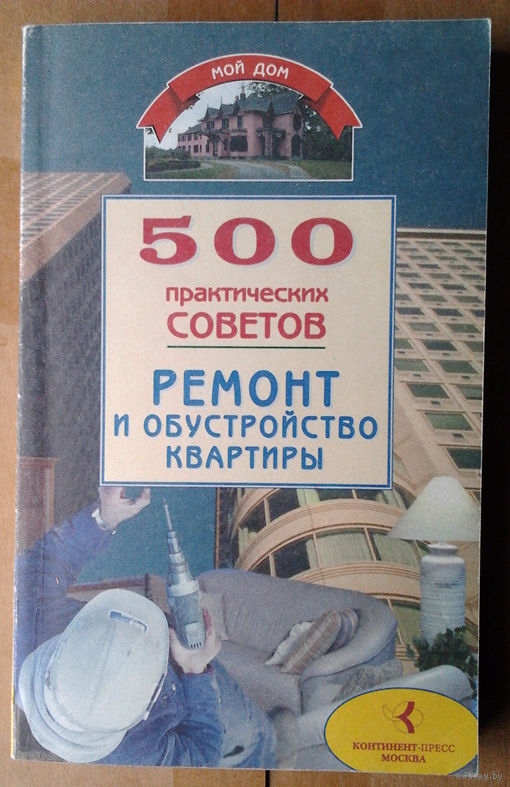 МОЙ ДОМ
500
ПРАКТИЧЕСКИХ
СОВЕТОВ
РЕМОНТ
И ОБУСТРОЙСТВО
КВАРТИРЫ
КОНТИНЕНТ-ПРЕСС
МОСКВА